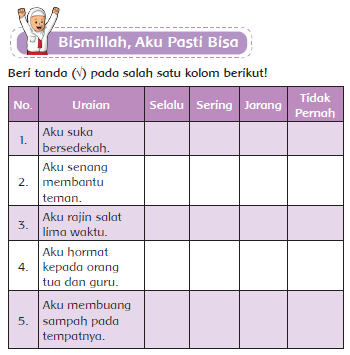 Bismillah, Aku Pasti Bisa
Beri tanda (√) pada salah satu kolom berikut!
No. Uraian Selalu Sering Jarang Tidak Pernah
1. Aku suka
bersedekah.
2. Aku senang
membantu
teman.
3. Aku rajin salat
lima waktu.
4. Aku hormat
kepada orang
tua dan guru.
5. Aku membuang
sampah pada
tempatnya.